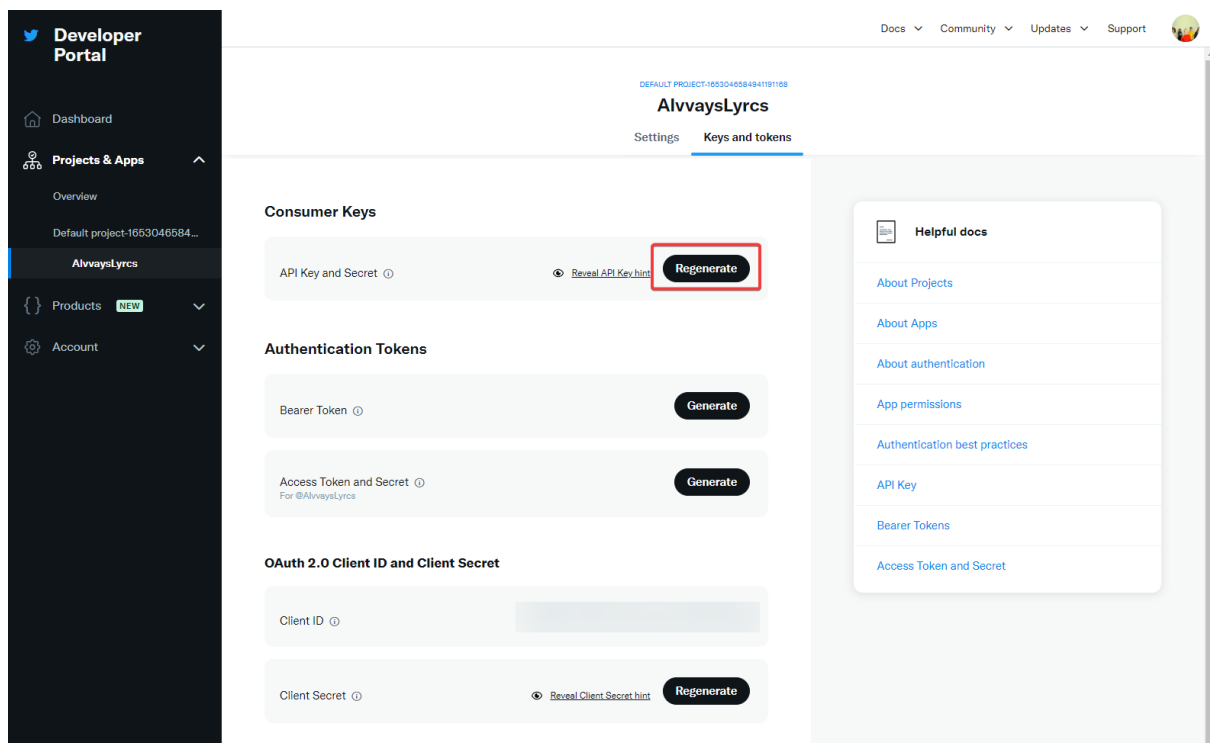 Developer
Portal
Docs
Community
Updates
Support
Dashboard
Projects & Apps
Overview
Default project-1653046584...
AlvvaysLyrcs
Products NEW
Account
DEFAULT PROJECT-1653046584941191168
AlvvaysLyrcs
Settings
Keys and tokens
Consumer Keys
API Key and Secret
Reveal API Key hint
Regenerate
Authentication Tokens
Bearer Token
Generate
Access Token and Secret
For @AlvvaysLyrcs
Generate
OAuth 2.0 Client ID and Client Secret
Client ID
Client Secret
Reveal Client Secret hint
Regenerate
Helpful docs
About Projects
About Apps
About authentication
App permissions
Authentication best practices
API Key
Bearer Tokens
Access Token and Secret